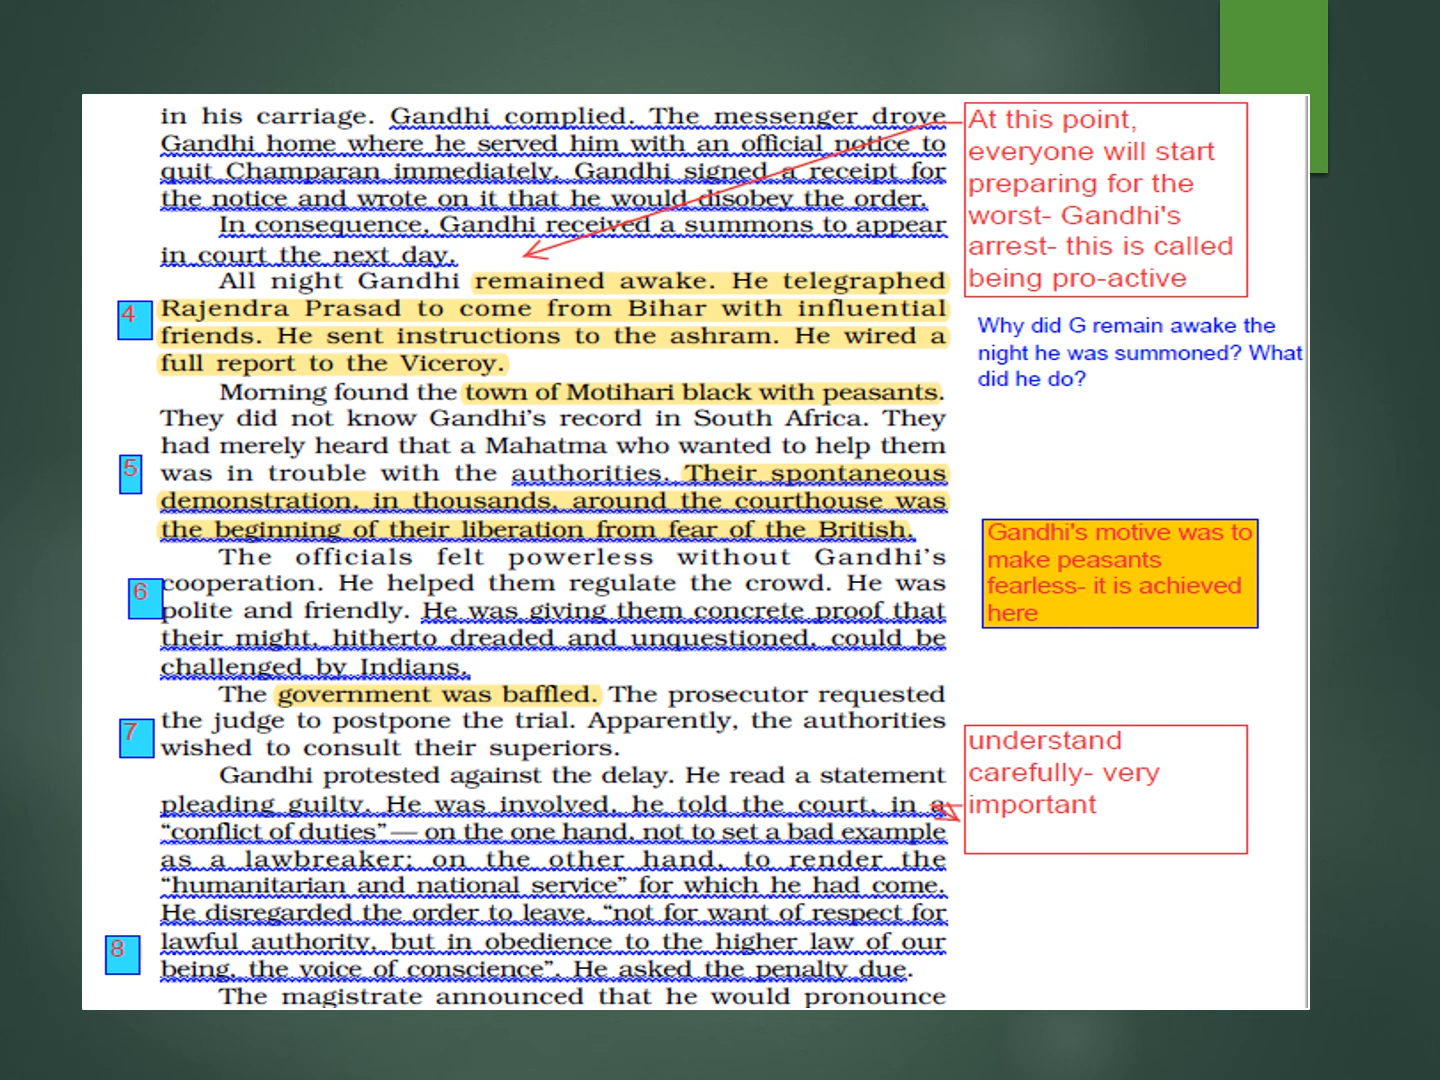 in his carriage. Gandhi complied. The messenger drove
Gandhi home where he served him with an official notice to
quit Champaran immediately. Gandhi signed a receipt for
the notice and wrote on it that he would disobey the order.
In consequence, Gandhi received a summons to appear
in court the next day.
All night Gandhi remained awake. He telegraphed
Rajendra Prasad to come from Bihar with influential
friends. He sent instructions to the ashram. He wired a
full report to the Viceroy.
Morning found the town of Motihari black with peasants.
They did not know Gandhi's record in South Africa. They
had merely heard that a Mahatma who wanted to help them
was in trouble with the authorities. Their spontaneous
demonstration, in thousands, around the courthouse was
the beginning of their liberation from fear of the British.
The officials felt powerless without Gandhi's
cooperation. He helped them regulate the crowd. He was
polite and friendly. He was giving them concrete proof that
their might, hitherto dreaded and unquestioned, could be
challenged by Indians.
The government was baffled. The prosecutor requested
the judge to postpone the trial. Apparently, the authorities
wished to consult their superiors.
Gandhi protested against the delay. He read a statement
pleading guilty. He was involved, he told the court, in a
“conflict of duties”— on the one hand, not to set a bad example
as a lawbreaker; on the other hand, to render the
“humanitarian and national service” for which he had come.
He disregarded the order to leave, “not for want of respect for
lawful authority, but in obedience to the higher law of our
being, the voice of conscience”. He asked the penalty due.
The magistrate announced that he would pronounce
4
5
6
7
8
At this point,
everyone will start
preparing for the
worst- Gandhi's
arrest- this is called
being pro-active
Why did G remain awake the
night he was summoned? What
did he do?
Gandhi's motive was to
make peasants
fearless- it is achieved
here
understand
carefully- very
important